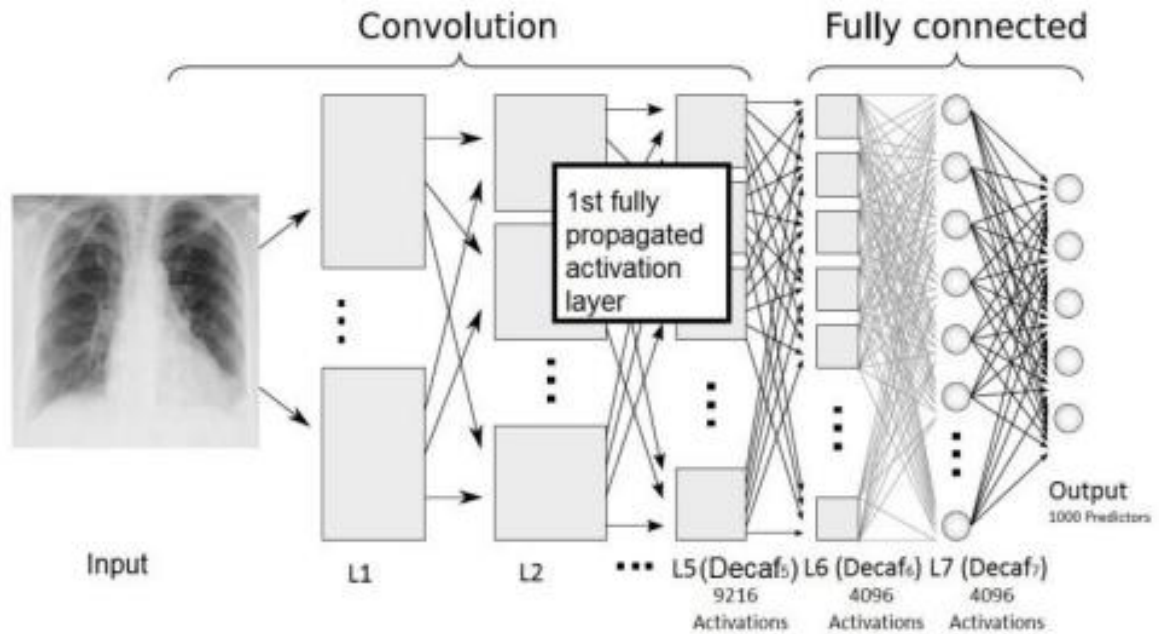 Convolution
Fully connected
1st fully
propagated
activation
layer
Output
1000 Predictors
Input
L1
L2
L5 (Decaf₅)
L6 (Decaf₆)
L7 (Decaf₇)
9216
4096
4096
Activations
Activations
Activations